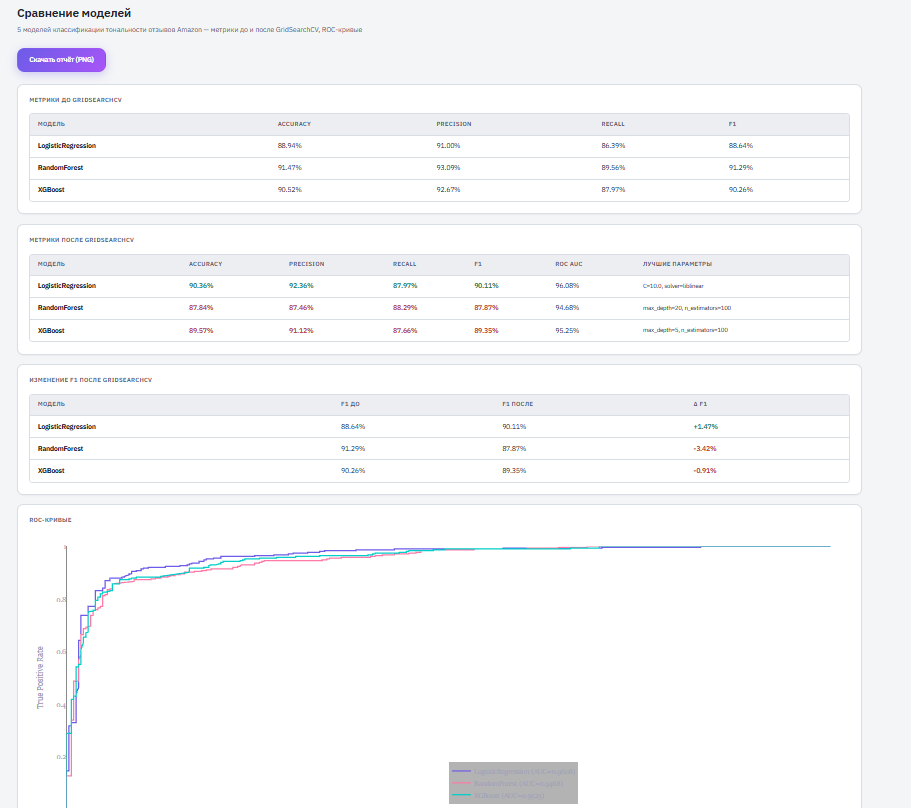 Сравнение моделей
5 моделей классификации тональности отзывов Amazon — метрики до и после GridSearchCV, ROC-кривые
Скачать отчёт (PNG)
МЕТРИКИ ДО GRIDSEARCHCV
МОДЕЛЬ ACCURACY PRECISION RECALL F1
LogisticRegression 88.94% 91.00% 86.39% 88.64%
RandomForest 91.47% 93.09% 89.56% 91.29%
XGBoost 90.52% 92.67% 87.97% 90.26%
МЕТРИКИ ПОСЛЕ GRIDSEARCHCV
МОДЕЛЬ ACCURACY PRECISION RECALL F1 ROC AUC ЛУЧШИЕ ПАРАМЕТРЫ
LogisticRegression 90.36% 92.36% 87.97% 90.11% 96.08% C=10.0, solver=liblinear
RandomForest 87.84% 87.46% 88.29% 87.87% 94.68% max_depth=20, n_estimators=100
XGBoost 89.57% 91.12% 87.66% 89.35% 95.25% max_depth=5, n_estimators=100
ИЗМЕНЕНИЕ F1 ПОСЛЕ GRIDSEARCHCV
МОДЕЛЬ F1 ДО F1 ПОСЛЕ Δ F1
LogisticRegression 88.64% 90.11% +1.47%
RandomForest 91.29% 87.87% -3.42%
XGBoost 90.26% 89.35% -0.91%
ROC-КРИВЫЕ
1
0.8
0.6
0.4
0.2
True Positive Rate